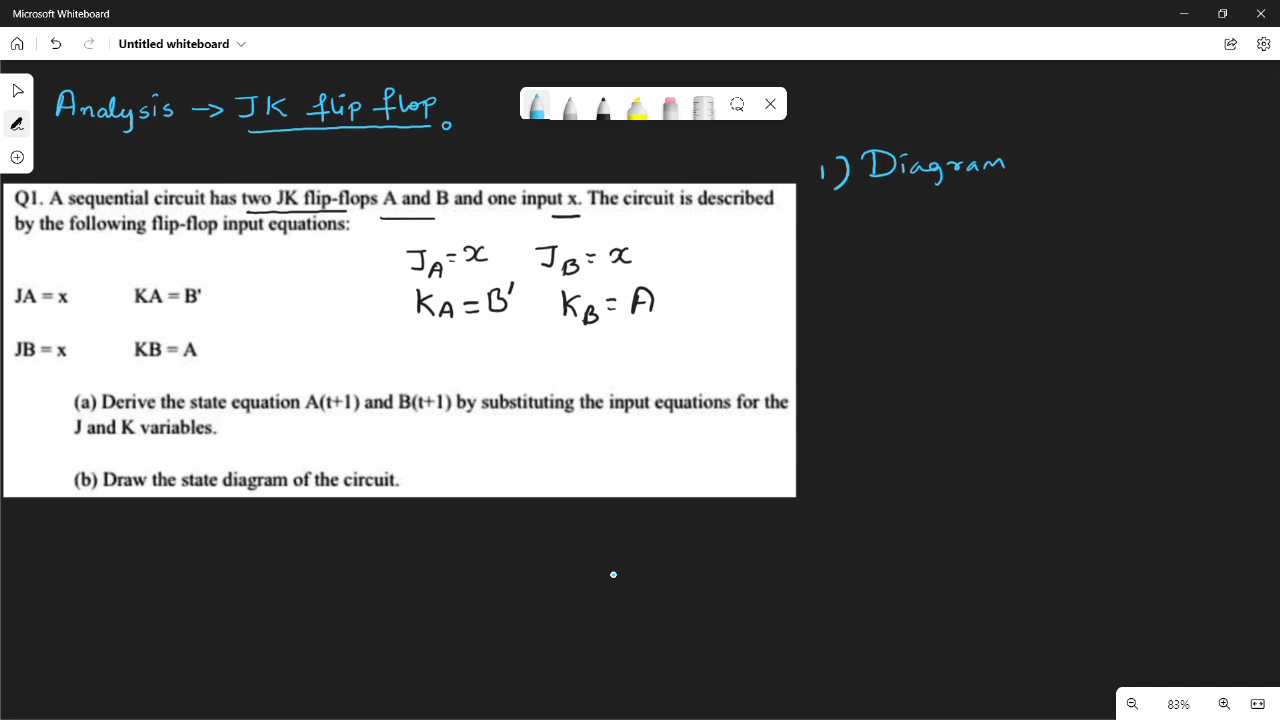 Microsoft Whiteboard
Untitled whiteboard
Analysis → JK flip flop.
1) Diagram
Q1. A sequential circuit has two JK flip-flops A and B and one input x. The circuit is described
by the following flip-flop input equations:
J_A = x J_B = x
JA = x KA = B'
K_A = B' K_B = A
JB = x KB = A
(a) Derive the state equation A(t+1) and B(t+1) by substituting the input equations for the
J and K variables.
(b) Draw the state diagram of the circuit.
83%